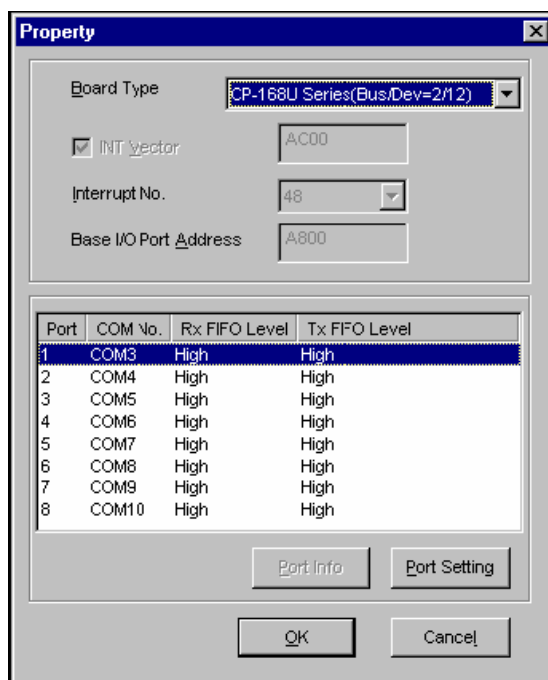 Property
Board Type CP-168U Series(Bus/Dev=2/12)
INT Vector AC00
Interrupt No. 48
Base I/O Port Address A800
Port COM No. Rx FIFO Level Tx FIFO Level
1 COM3 High High
2 COM4 High High
3 COM5 High High
4 COM6 High High
5 COM7 High High
6 COM8 High High
7 COM9 High High
8 COM10 High High
Port Info Port Setting
OK Cancel